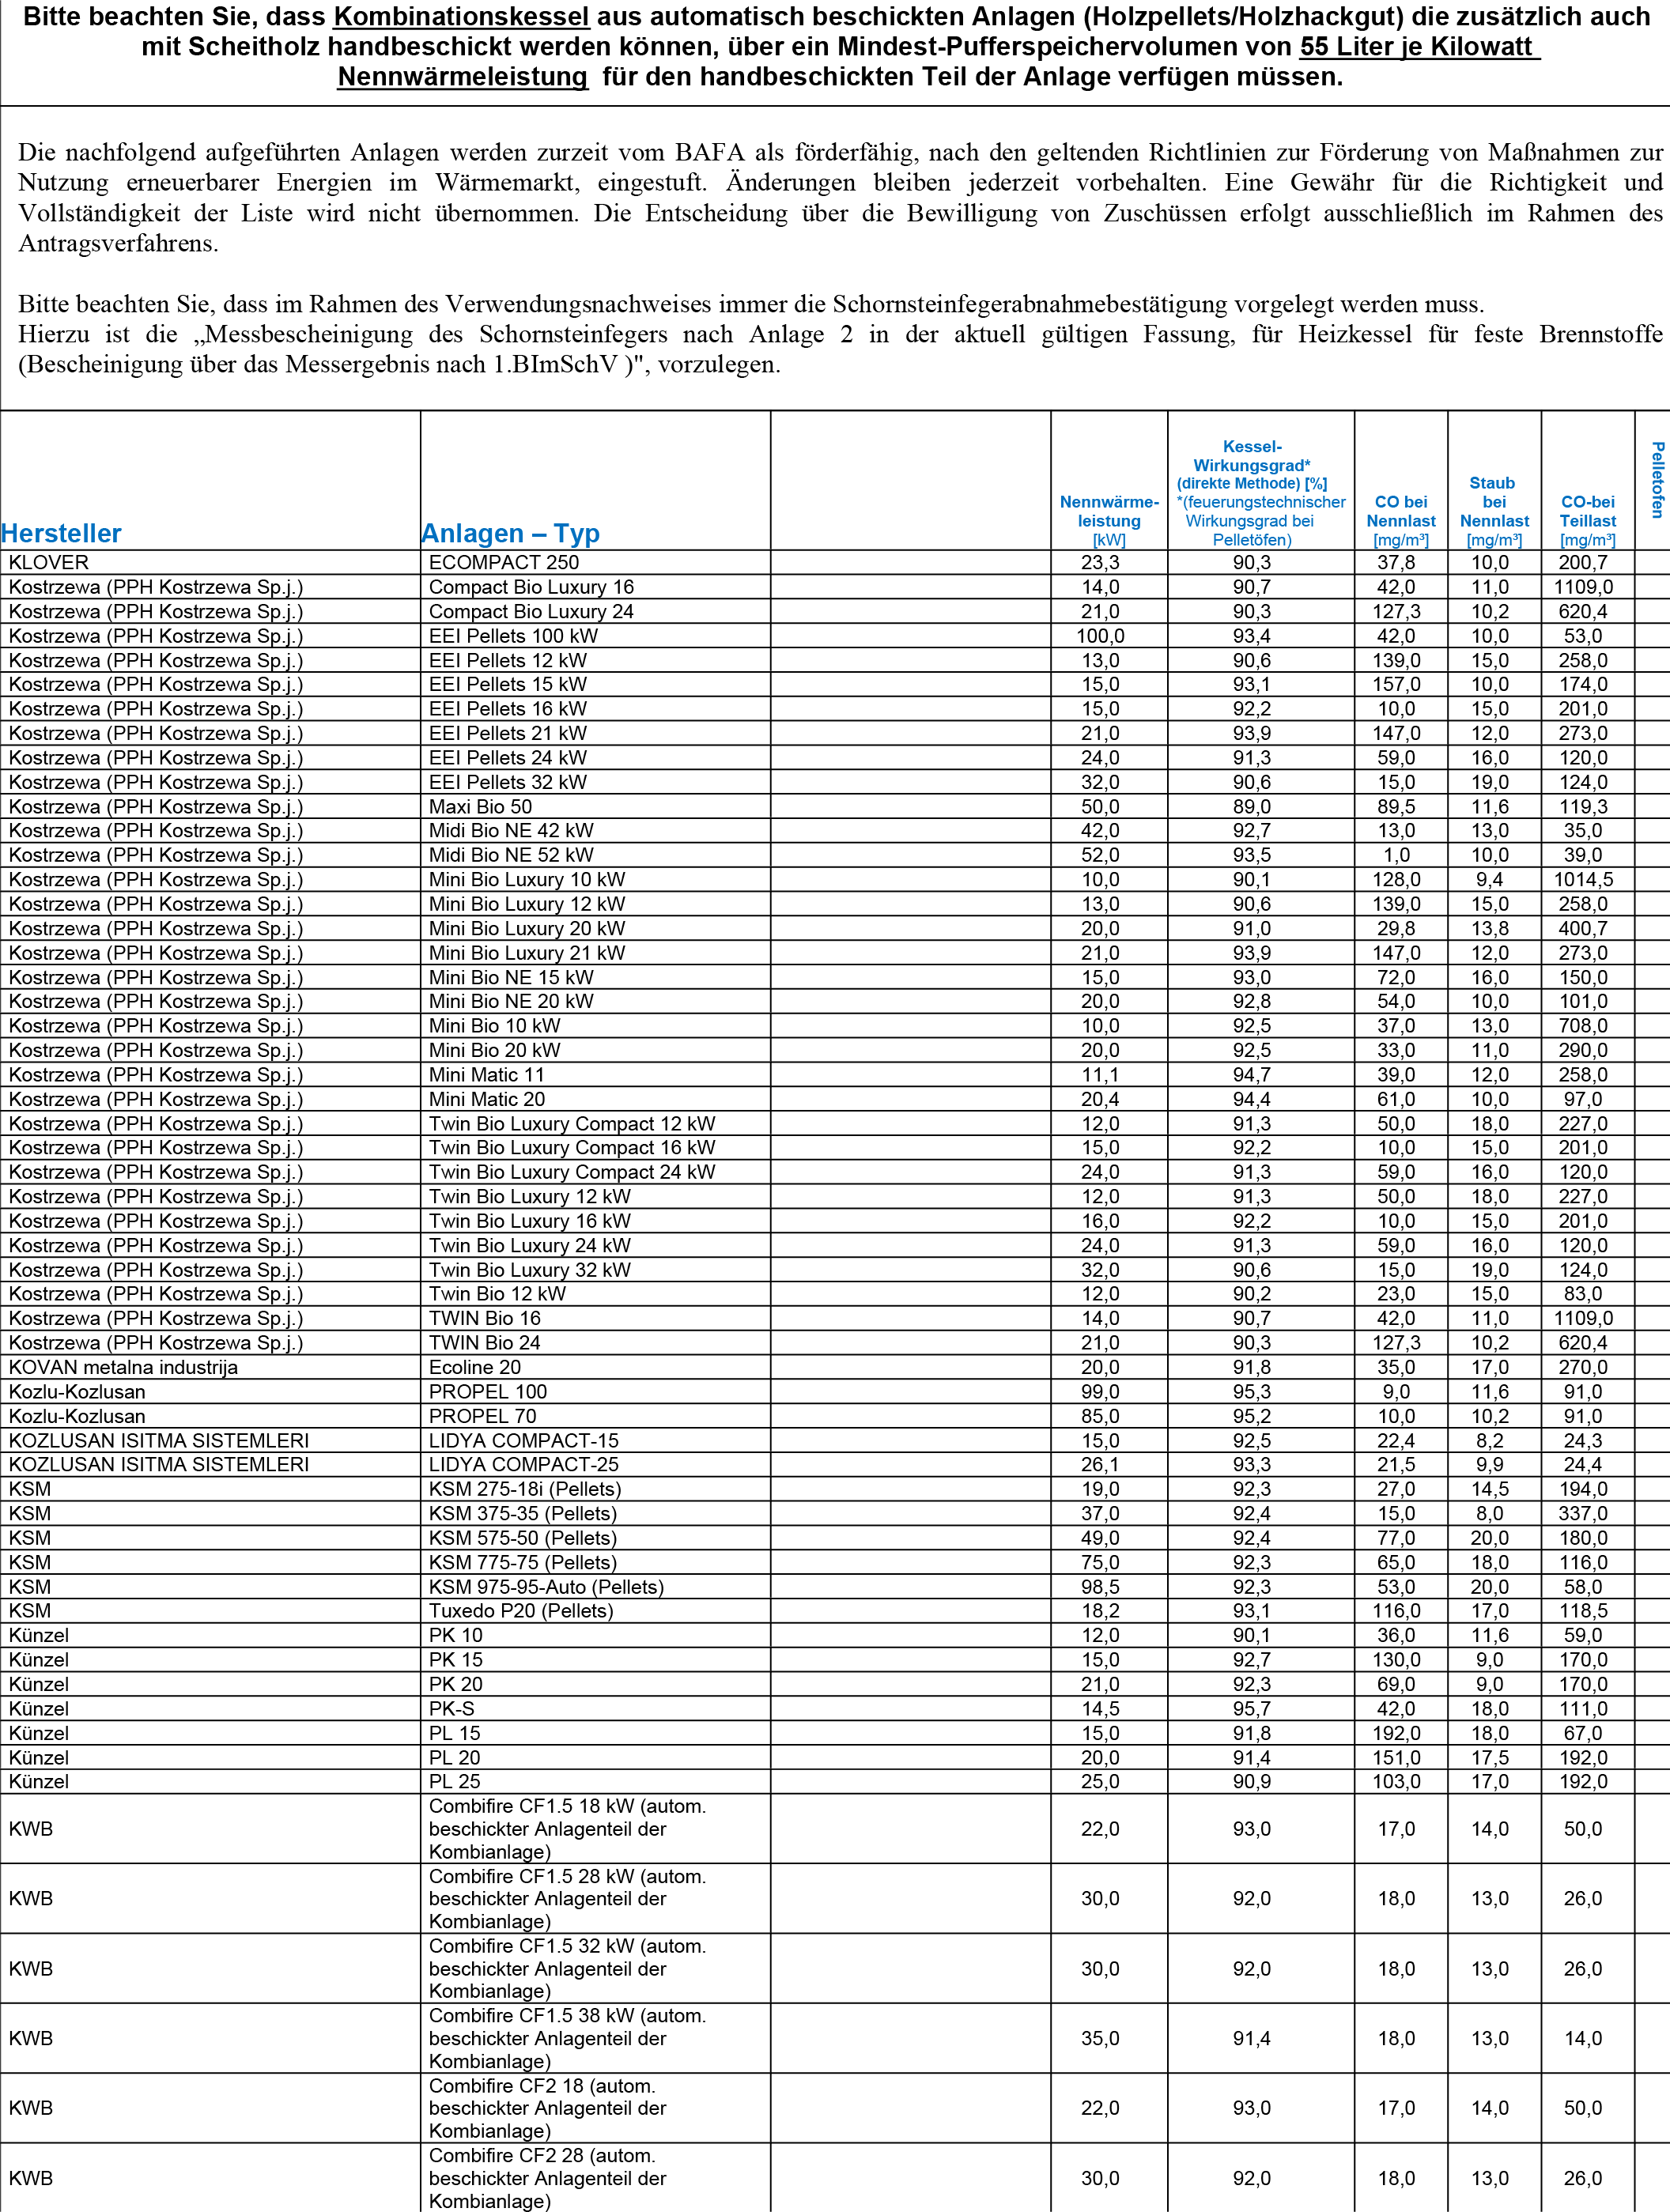 Bitte beachten Sie, dass Kombinationskessel aus automatisch beschickten Anlagen (Holzpellets/Holzhackgut) die zusätzlich auch
mit Scheitholz handbeschickt werden können, über ein Mindest-Pufferspeichervolumen von 55 Liter je Kilowatt
Nennwärmeleistung für den handbeschickten Teil der Anlage verfügen müssen.
Die nachfolgend aufgeführten Anlagen werden zurzeit vom BAFA als förderfähig, nach den geltenden Richtlinien zur Förderung von Maßnahmen zur
Nutzung erneuerbarer Energien im Wärmemarkt, eingestuft. Änderungen bleiben jederzeit vorbehalten. Eine Gewähr für die Richtigkeit und
Vollständigkeit der Liste wird nicht übernommen. Die Entscheidung über die Bewilligung von Zuschüssen erfolgt ausschließlich im Rahmen des
Antragsverfahrens.
Bitte beachten Sie, dass im Rahmen des Verwendungsnachweises immer die Schornsteinfegerabnahmebestätigung vorgelegt werden muss.
Hierzu ist die „Messbescheinigung des Schornsteinfegers nach Anlage 2 in der aktuell gültigen Fassung, für Heizkessel für feste Brennstoffe
(Bescheinigung über das Messergebnis nach 1.BImSchV )", vorzulegen.
Hersteller
Anlagen – Typ
Nennwärme-
leistung
[kW]
Kessel-
Wirkungsgrad*
(direkte Methode) [%]
*(feuerungstechnischer
Wirkungsgrad bei
Pelletöfen)
CO bei
Nennlast
[mg/m³]
Staub
bei
Nennlast
[mg/m³]
CO-bei
Teillast
[mg/m³]
Pelletofen
KLOVER ECOMPACT 250 23,3 90,3 37,8 10,0 200,7
Kostrzewa (PPH Kostrzewa Sp.j.) Compact Bio Luxury 16 14,0 90,7 42,0 11,0 1109,0
Kostrzewa (PPH Kostrzewa Sp.j.) Compact Bio Luxury 24 21,0 90,3 127,3 10,2 620,4
Kostrzewa (PPH Kostrzewa Sp.j.) EEI Pellets 100 kW 100,0 93,4 42,0 10,0 53,0
Kostrzewa (PPH Kostrzewa Sp.j.) EEI Pellets 12 kW 13,0 90,6 139,0 15,0 258,0
Kostrzewa (PPH Kostrzewa Sp.j.) EEI Pellets 15 kW 15,0 93,1 157,0 10,0 174,0
Kostrzewa (PPH Kostrzewa Sp.j.) EEI Pellets 16 kW 15,0 92,2 10,0 15,0 201,0
Kostrzewa (PPH Kostrzewa Sp.j.) EEI Pellets 21 kW 21,0 93,9 147,0 12,0 273,0
Kostrzewa (PPH Kostrzewa Sp.j.) EEI Pellets 24 kW 24,0 91,3 59,0 16,0 120,0
Kostrzewa (PPH Kostrzewa Sp.j.) EEI Pellets 32 kW 32,0 90,6 15,0 19,0 124,0
Kostrzewa (PPH Kostrzewa Sp.j.) Maxi Bio 50 50,0 89,0 89,5 11,6 119,3
Kostrzewa (PPH Kostrzewa Sp.j.) Midi Bio NE 42 kW 42,0 92,7 13,0 13,0 35,0
Kostrzewa (PPH Kostrzewa Sp.j.) Midi Bio NE 52 kW 52,0 93,5 1,0 10,0 39,0
Kostrzewa (PPH Kostrzewa Sp.j.) Mini Bio Luxury 10 kW 10,0 90,1 128,0 9,4 1014,5
Kostrzewa (PPH Kostrzewa Sp.j.) Mini Bio Luxury 12 kW 13,0 90,6 139,0 15,0 258,0
Kostrzewa (PPH Kostrzewa Sp.j.) Mini Bio Luxury 20 kW 20,0 91,0 29,8 13,8 400,7
Kostrzewa (PPH Kostrzewa Sp.j.) Mini Bio Luxury 21 kW 21,0 93,9 147,0 12,0 273,0
Kostrzewa (PPH Kostrzewa Sp.j.) Mini Bio NE 15 kW 15,0 93,0 72,0 16,0 150,0
Kostrzewa (PPH Kostrzewa Sp.j.) Mini Bio NE 20 kW 20,0 92,8 54,0 10,0 101,0
Kostrzewa (PPH Kostrzewa Sp.j.) Mini Bio 10 kW 10,0 92,5 37,0 13,0 708,0
Kostrzewa (PPH Kostrzewa Sp.j.) Mini Bio 20 kW 20,0 92,5 33,0 11,0 290,0
Kostrzewa (PPH Kostrzewa Sp.j.) Mini Matic 11 11,1 94,7 39,0 12,0 258,0
Kostrzewa (PPH Kostrzewa Sp.j.) Mini Matic 20 20,4 94,4 61,0 10,0 97,0
Kostrzewa (PPH Kostrzewa Sp.j.) Twin Bio Luxury Compact 12 kW 12,0 91,3 50,0 18,0 227,0
Kostrzewa (PPH Kostrzewa Sp.j.) Twin Bio Luxury Compact 16 kW 15,0 92,2 10,0 15,0 201,0
Kostrzewa (PPH Kostrzewa Sp.j.) Twin Bio Luxury Compact 24 kW 24,0 91,3 59,0 16,0 120,0
Kostrzewa (PPH Kostrzewa Sp.j.) Twin Bio Luxury 12 kW 12,0 91,3 50,0 18,0 227,0
Kostrzewa (PPH Kostrzewa Sp.j.) Twin Bio Luxury 16 kW 16,0 92,2 10,0 15,0 201,0
Kostrzewa (PPH Kostrzewa Sp.j.) Twin Bio Luxury 24 kW 24,0 91,3 59,0 16,0 120,0
Kostrzewa (PPH Kostrzewa Sp.j.) Twin Bio Luxury 32 kW 32,0 90,6 15,0 19,0 124,0
Kostrzewa (PPH Kostrzewa Sp.j.) Twin Bio 12 kW 12,0 90,2 23,0 15,0 83,0
Kostrzewa (PPH Kostrzewa Sp.j.) TWIN Bio 16 14,0 90,7 42,0 11,0 1109,0
Kostrzewa (PPH Kostrzewa Sp.j.) TWIN Bio 24 21,0 90,3 127,3 10,2 620,4
KOVAN metalna industrija Ecoline 20 20,0 91,8 35,0 17,0 270,0
Kozlu-Kozlusan PROPEL 100 99,0 95,3 9,0 11,6 91,0
Kozlu-Kozlusan PROPEL 70 85,0 95,2 10,0 10,2 91,0
KOZLUSAN ISITMA SISTEMLERI LIDYA COMPACT-15 15,0 92,5 22,4 8,2 24,3
KOZLUSAN ISITMA SISTEMLERI LIDYA COMPACT-25 26,1 93,3 21,5 9,9 24,4
KSM KSM 275-18i (Pellets) 19,0 92,3 27,0 14,5 194,0
KSM KSM 375-35 (Pellets) 37,0 92,4 15,0 8,0 337,0
KSM KSM 575-50 (Pellets) 49,0 92,4 77,0 20,0 180,0
KSM KSM 775-75 (Pellets) 75,0 92,3 65,0 18,0 116,0
KSM KSM 975-95-Auto (Pellets) 98,5 92,3 53,0 20,0 58,0
KSM Tuxedo P20 (Pellets) 18,2 93,1 116,0 17,0 118,5
Künzel PK 10 12,0 90,1 36,0 11,6 59,0
Künzel PK 15 15,0 92,7 130,0 9,0 170,0
Künzel PK 20 21,0 92,3 69,0 9,0 170,0
Künzel PK-S 14,5 95,7 42,0 18,0 111,0
Künzel PL 15 15,0 91,8 192,0 18,0 67,0
Künzel PL 20 20,0 91,4 151,0 17,5 192,0
Künzel PL 25 25,0 90,9 103,0 17,0 192,0
Combifire CF1.5 18 kW (autom.
KWB beschickter Anlagenteil der 22,0 93,0 17,0 14,0 50,0
Kombianlage)
Combifire CF1.5 28 kW (autom.
KWB beschickter Anlagenteil der 30,0 92,0 18,0 13,0 26,0
Kombianlage)
Combifire CF1.5 32 kW (autom.
KWB beschickter Anlagenteil der 30,0 92,0 18,0 13,0 26,0
Kombianlage)
Combifire CF1.5 38 kW (autom.
KWB beschickter Anlagenteil der 35,0 91,4 18,0 13,0 14,0
Kombianlage)
Combifire CF2 18 (autom.
KWB beschickter Anlagenteil der 22,0 93,0 17,0 14,0 50,0
Kombianlage)
Combifire CF2 28 (autom.
KWB beschickter Anlagenteil der 30,0 92,0 18,0 13,0 26,0
Kombianlage)